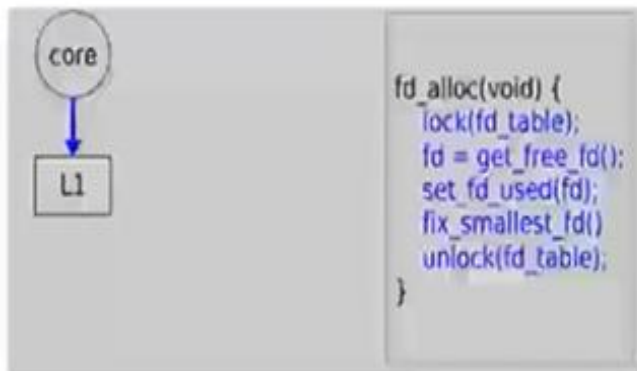 core
L1
fd_alloc(void) {
lock(fd_table);
fd = get_free_fd();
set_fd_used(fd);
fix_smallest_fd()
unlock(fd_table);
}